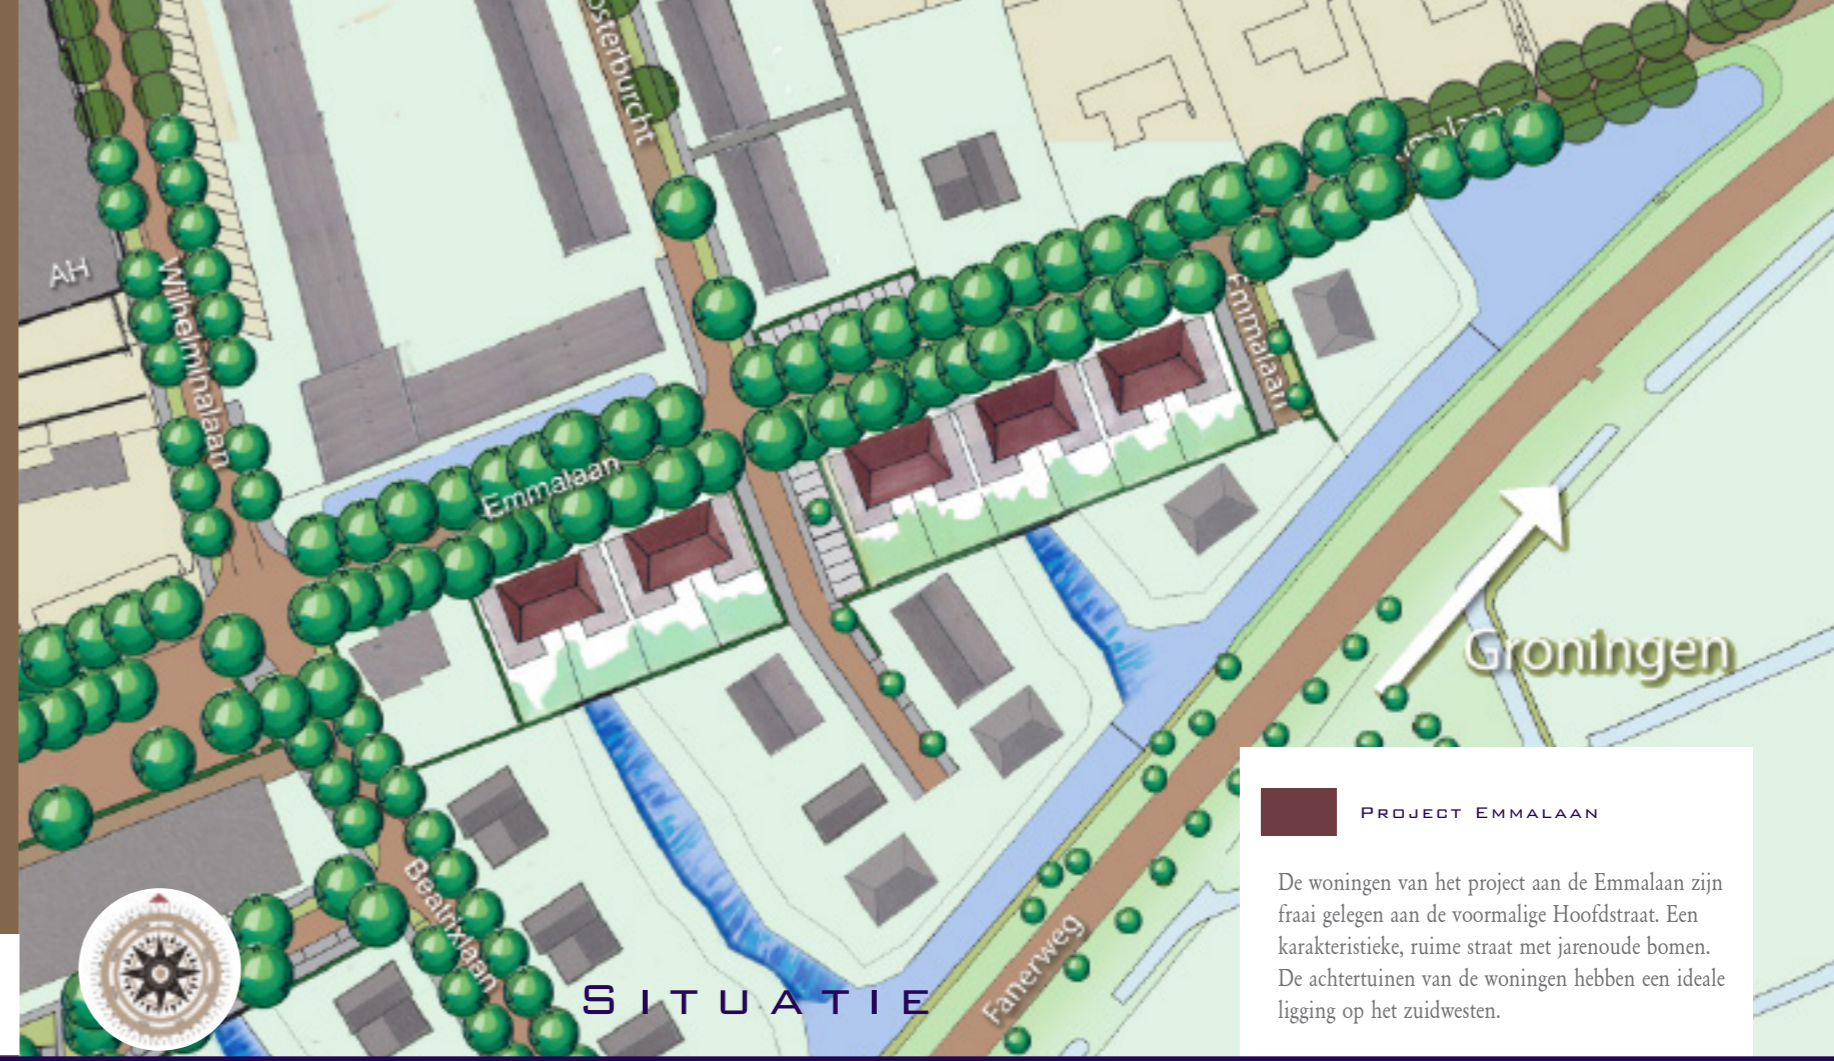 osterburcht
AH
Wilhelminalaan
Emmalaan
Emmalaan
Groningen
Beatrixlaan
Fanerweg
Situatie
Project Emmalaan
De woningen van het project aan de Emmalaan zijn
fraai gelegen aan de voormalige Hoofdstraat. Een
karakteristieke, ruime straat met jarenoude bomen.
De achtertuinen van de woningen hebben een ideale
ligging op het zuidwesten.